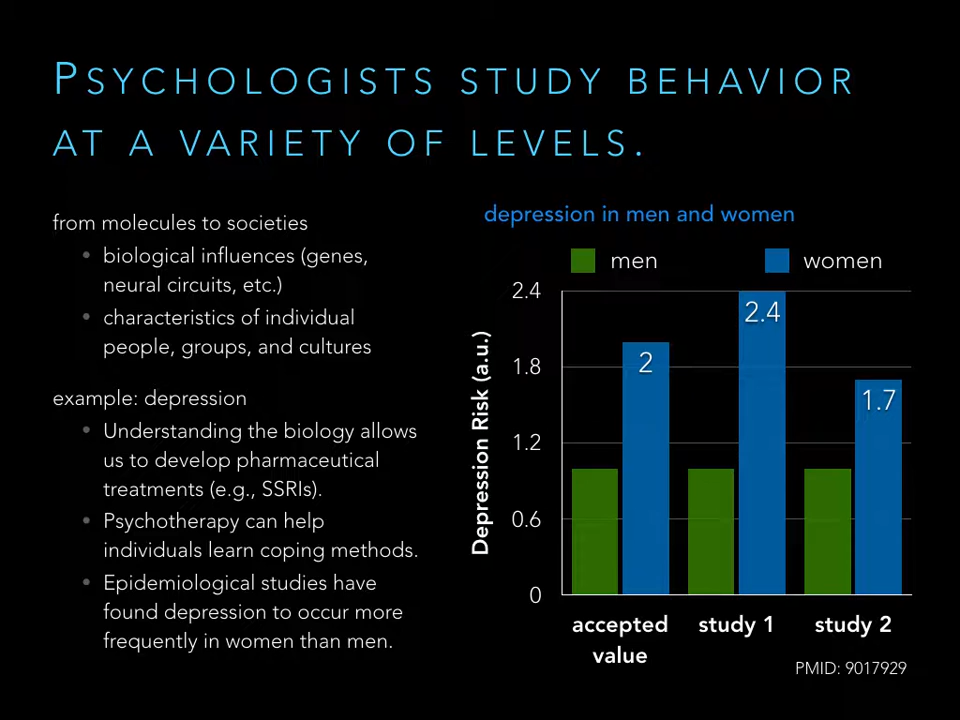 PSYCHOLOGISTS STUDY BEHAVIOR
AT A VARIETY OF LEVELS.
from molecules to societies
• biological influences (genes,
neural circuits, etc.)
• characteristics of individual
people, groups, and cultures
example: depression
• Understanding the biology allows
us to develop pharmaceutical
treatments (e.g., SSRIs).
• Psychotherapy can help
individuals learn coping methods.
• Epidemiological studies have
found depression to occur more
frequently in women than men.
depression in men and women
men women
Depression Risk (a.u.)
2.4
1.8
1.2
0.6
0
2
2.4
1.7
accepted
value
study 1
study 2
PMID: 9017929